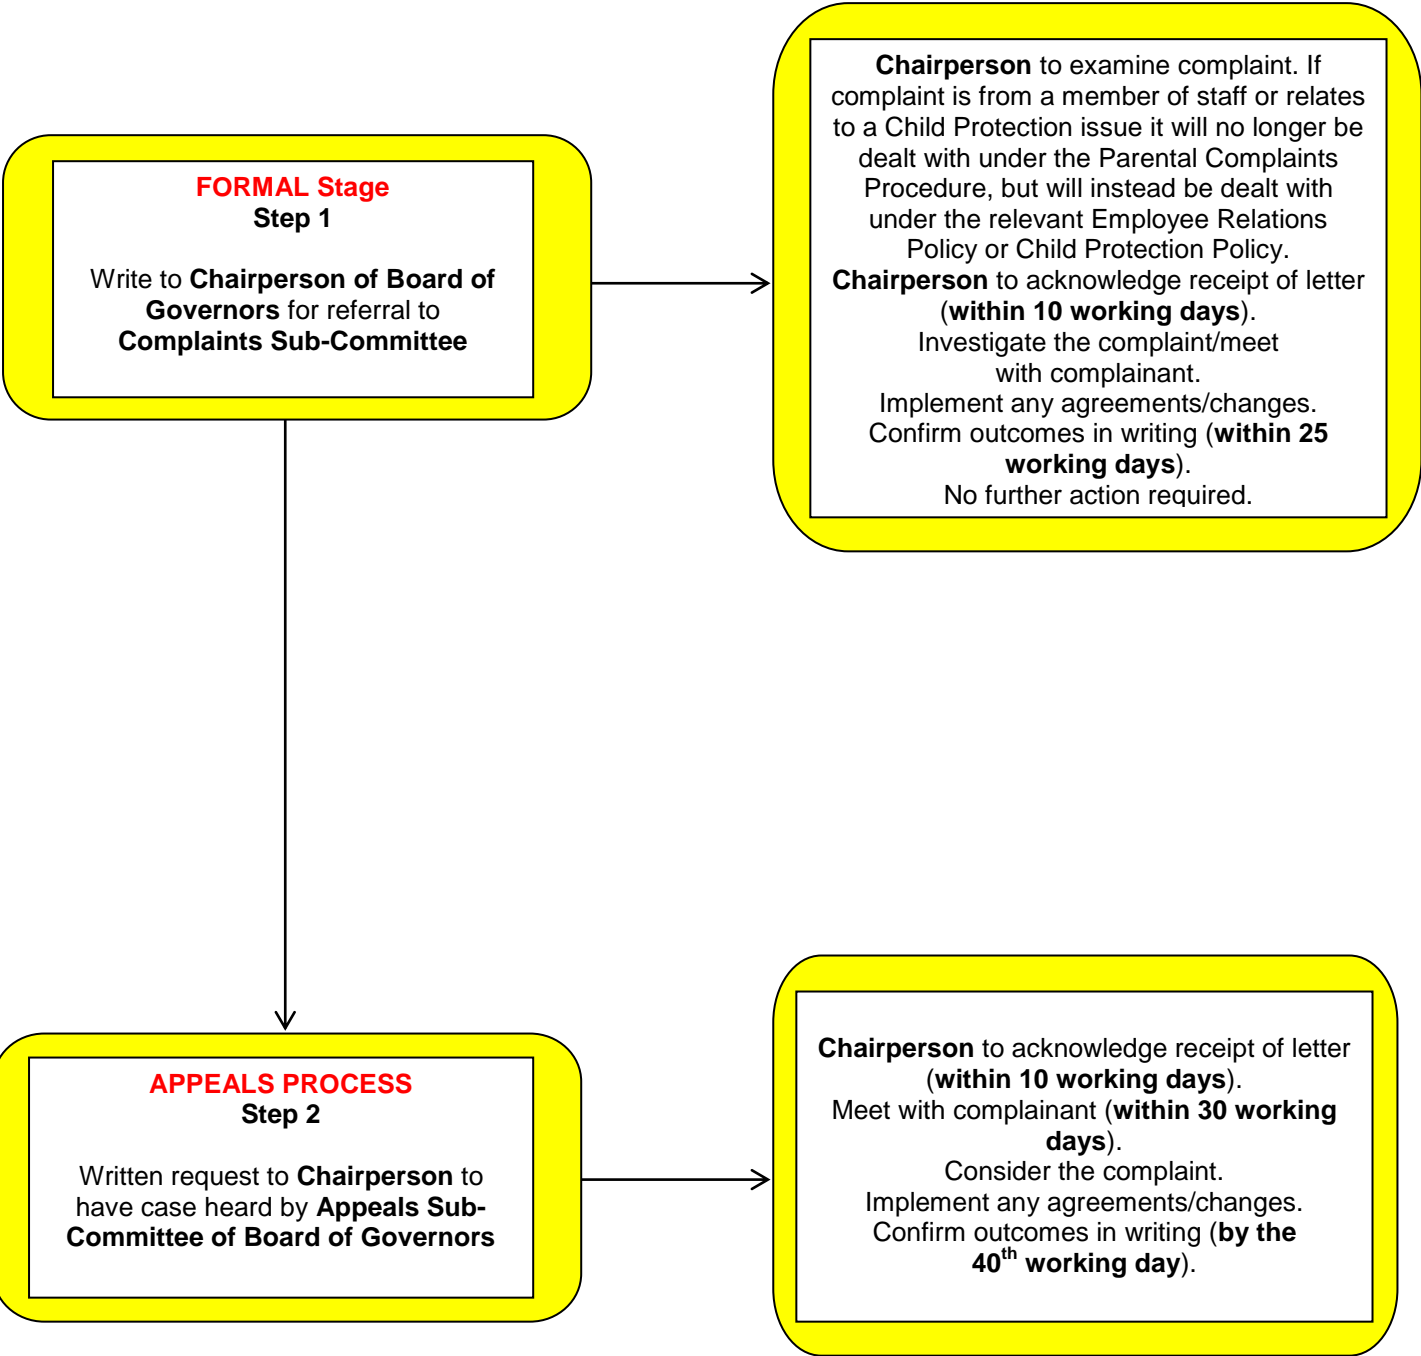 FORMAL Stage
Step 1
Write to Chairperson of Board of
Governors for referral to
Complaints Sub-Committee
Chairperson to examine complaint. If
complaint is from a member of staff or relates
to a Child Protection issue it will no longer be
dealt with under the Parental Complaints
Procedure, but will instead be dealt with
under the relevant Employee Relations
Policy or Child Protection Policy.
Chairperson to acknowledge receipt of letter
(within 10 working days).
Investigate the complaint/meet
with complainant.
Implement any agreements/changes.
Confirm outcomes in writing (within 25
working days).
No further action required.
APPEALS PROCESS
Step 2
Written request to Chairperson to
have case heard by Appeals Sub-
Committee of Board of Governors
Chairperson to acknowledge receipt of letter
(within 10 working days).
Meet with complainant (within 30 working
days).
Consider the complaint.
Implement any agreements/changes.
Confirm outcomes in writing (by the
40th working day).